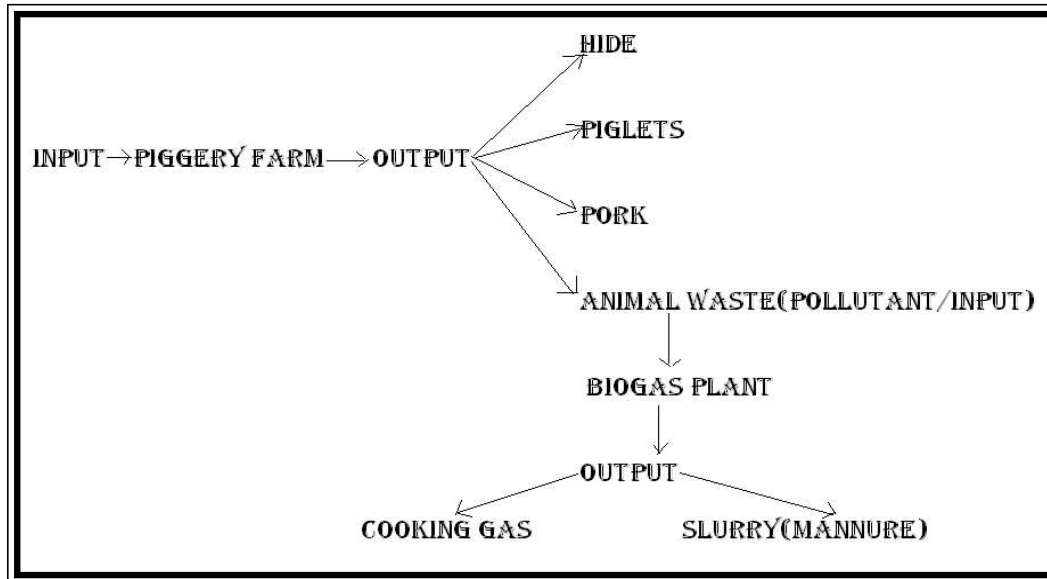 HIDE
PIGLETS
INPUT PIGGERY FARM OUTPUT
PORK
ANIMAL WASTE(POLLUTANT/INPUT)
BIOGAS PLANT
OUTPUT
COOKING GAS SLURRY(MANNURE)